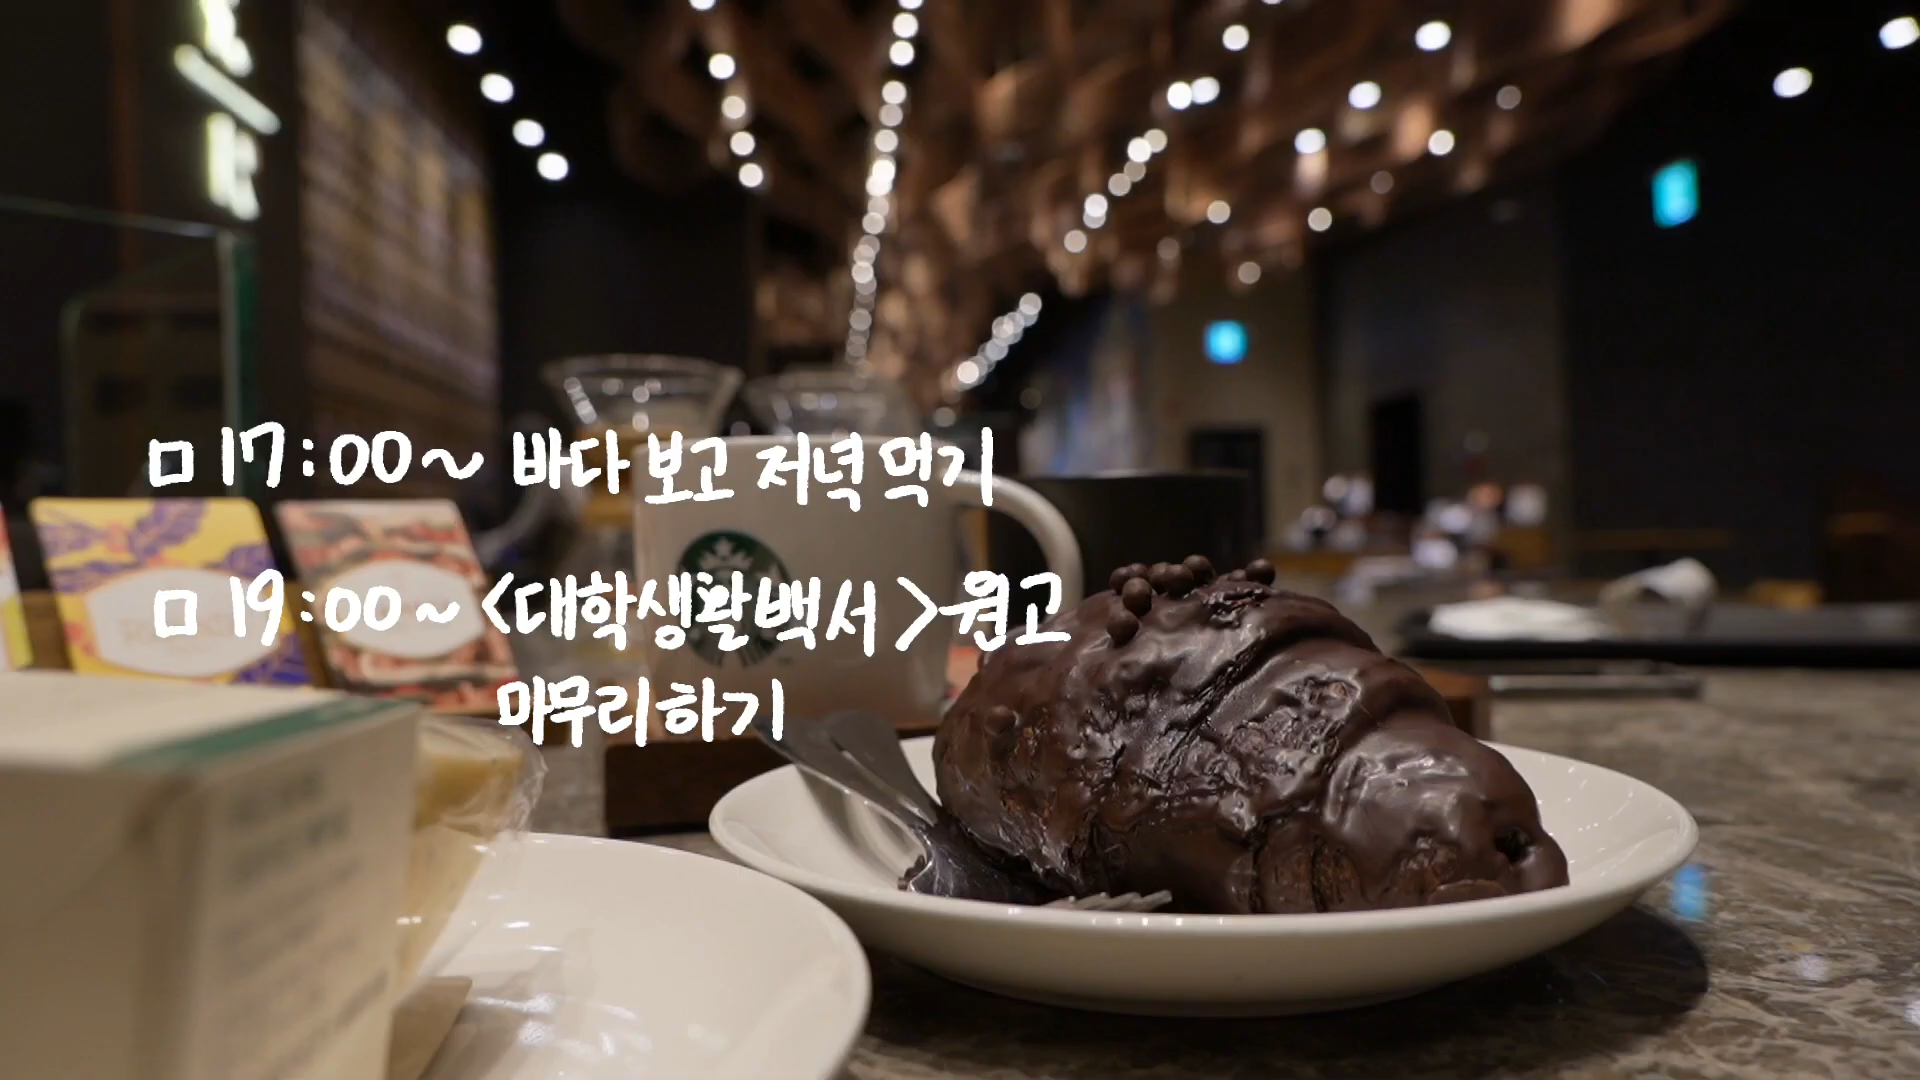 □ 17:00~ 바다 보고 저녁 먹기
□ 19:00~ <대학생활백서>원고
마무리하기